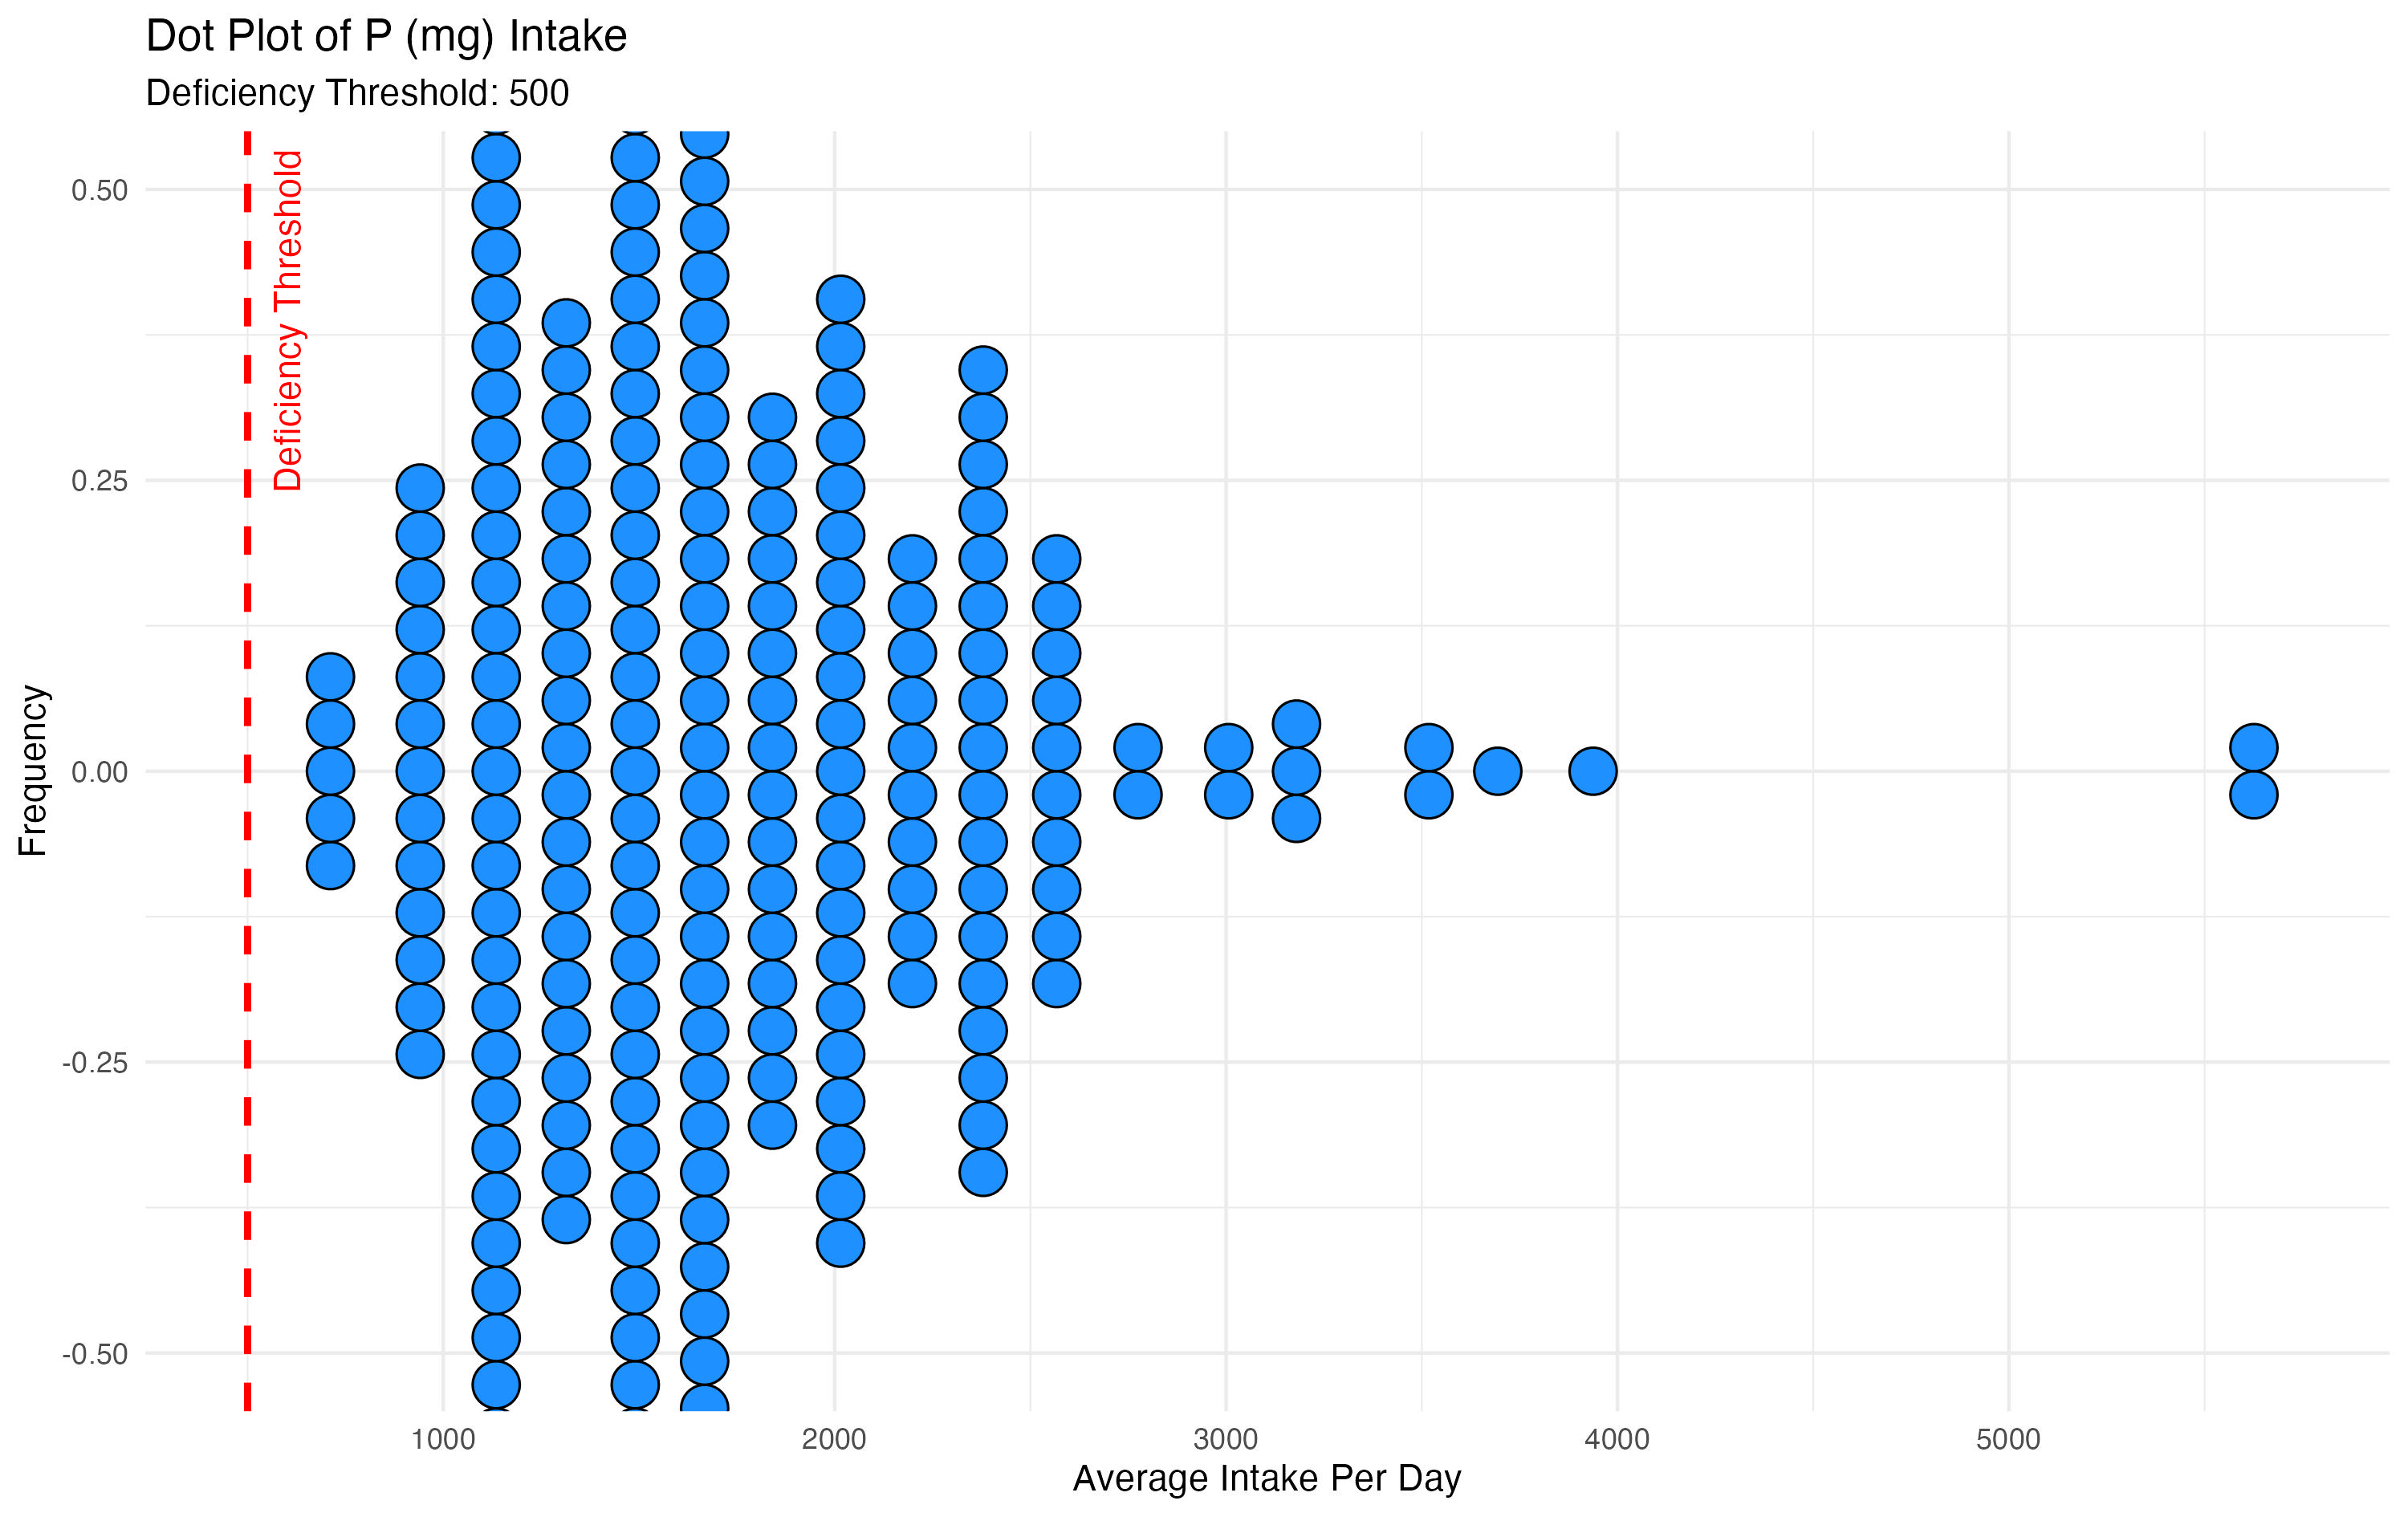 Dot Plot of P (mg) Intake
Deficiency Threshold: 500
Deficiency Threshold
0.50
0.25
0.00
-0.25
-0.50
Frequency
1000 2000 3000 4000 5000
Average Intake Per Day